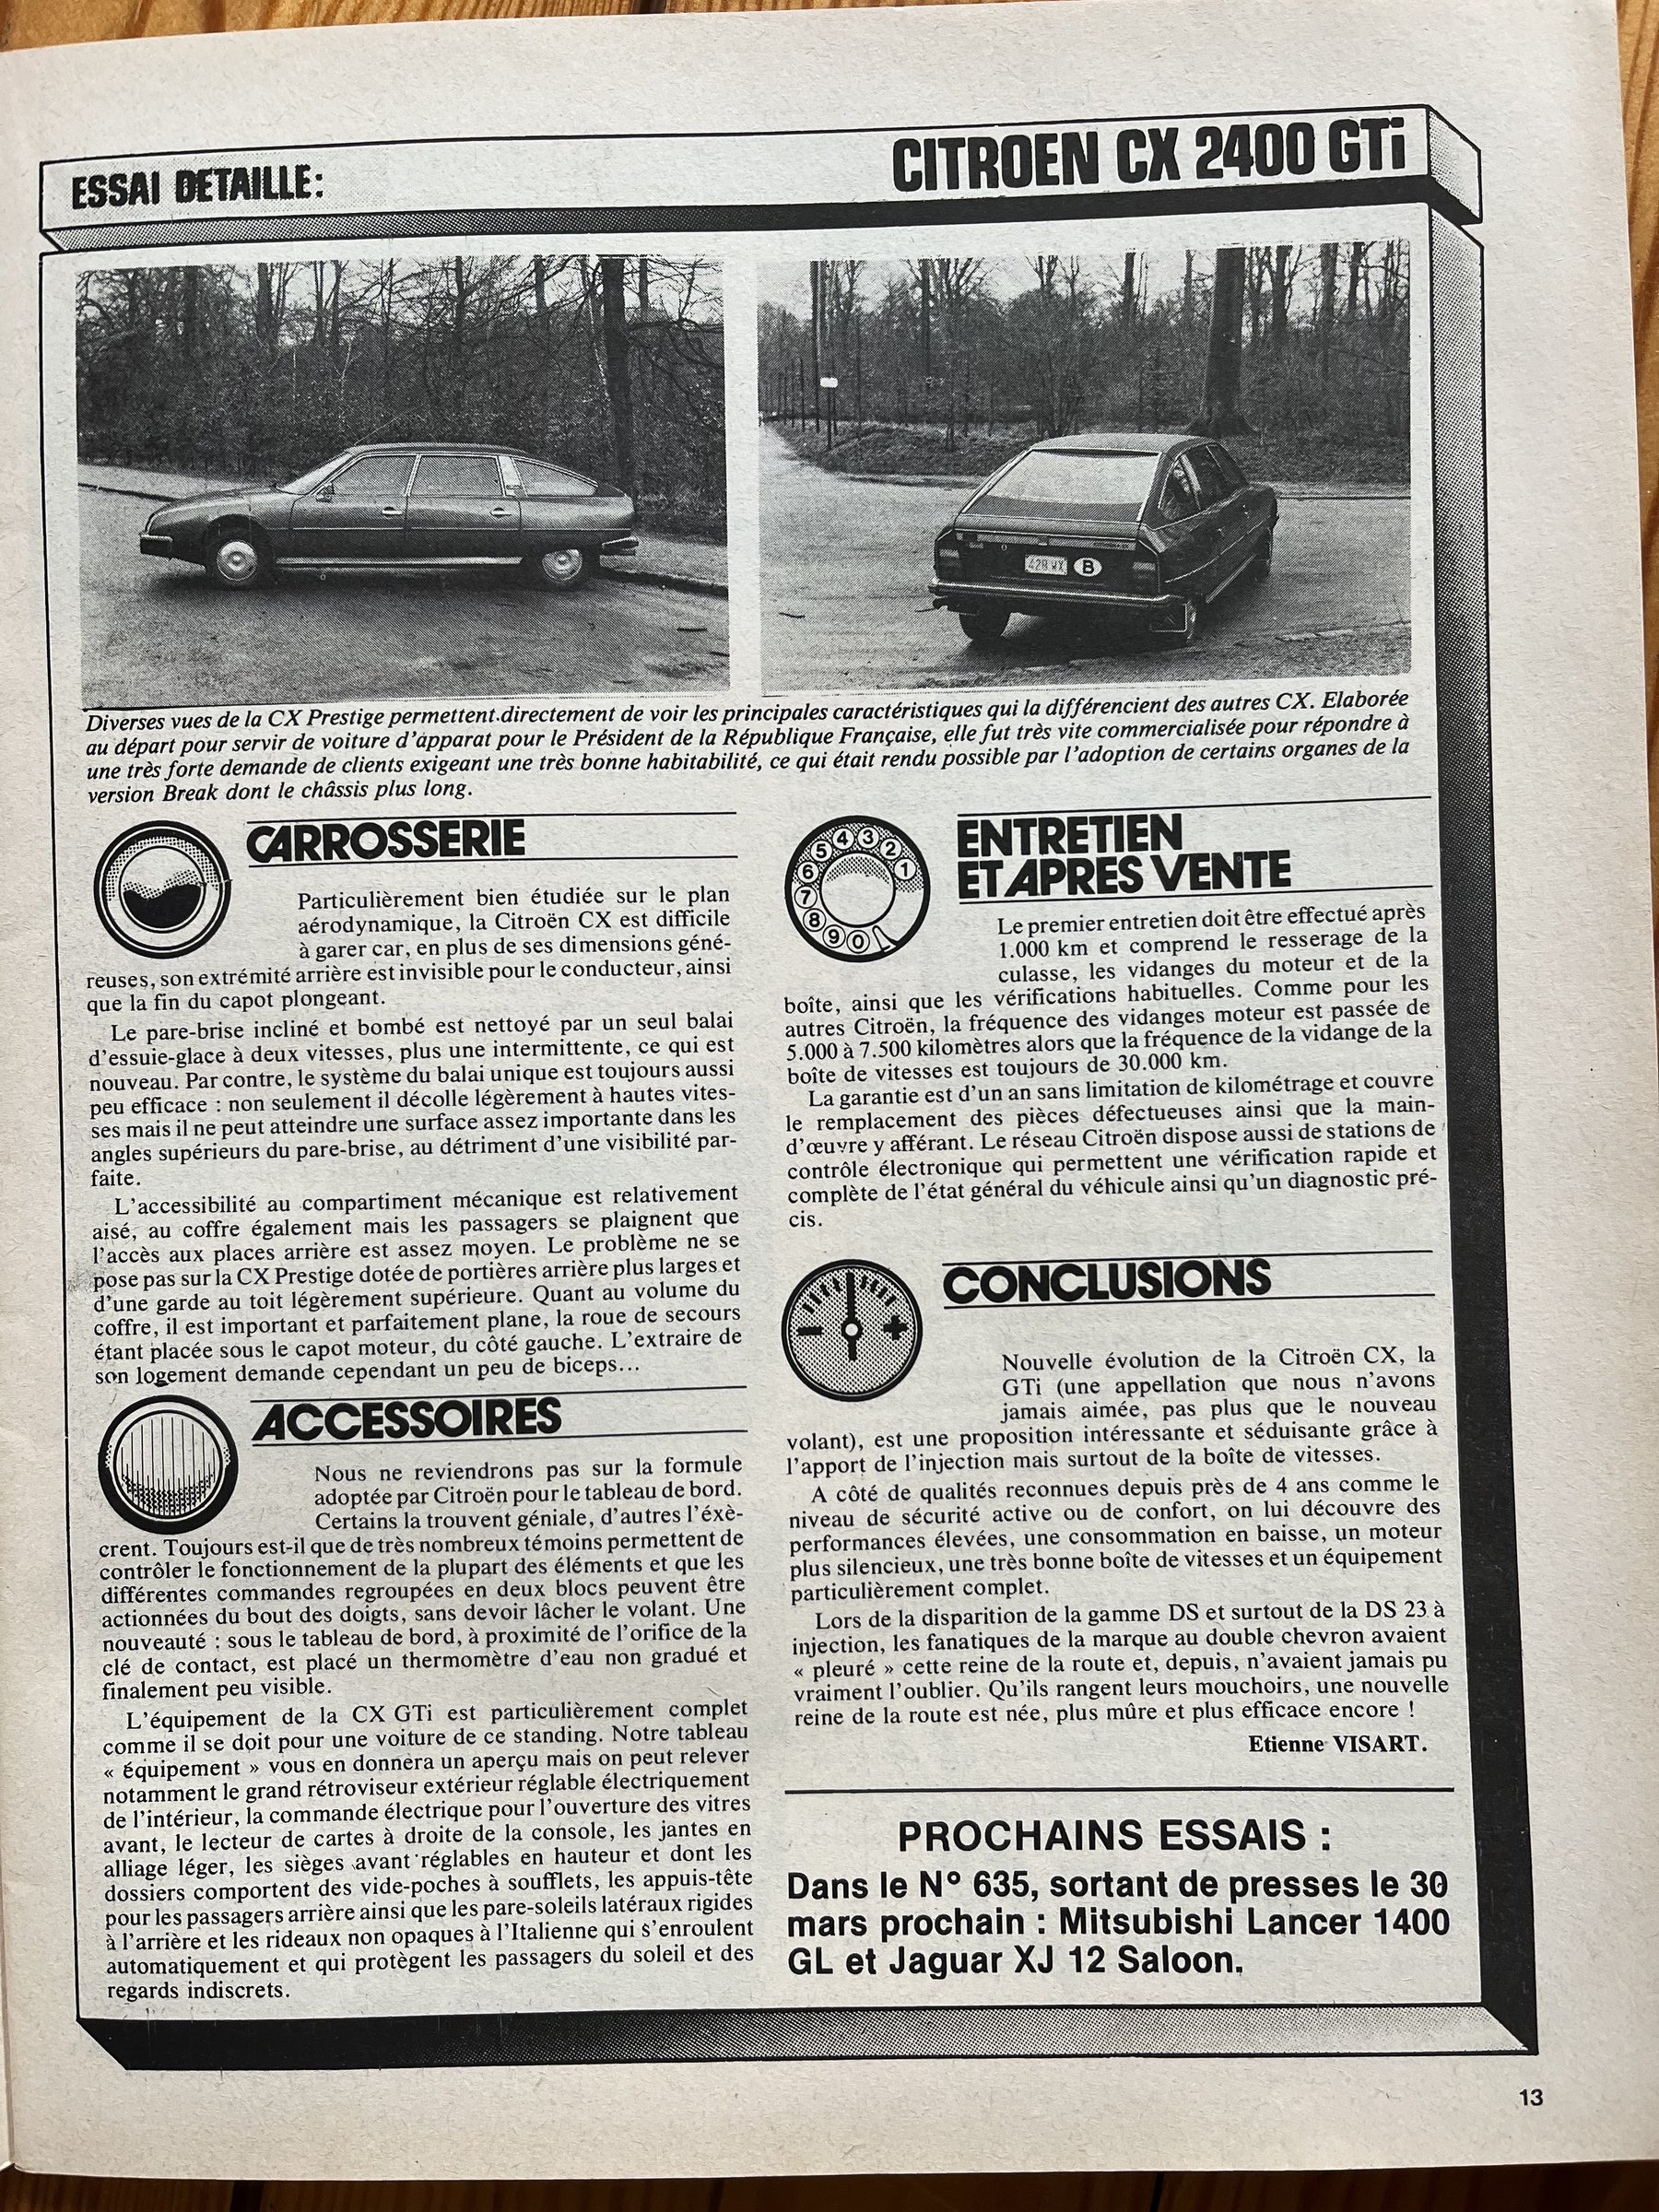 ESSAI DETAILLE:
CITROEN CX 2400 GTi
428 WX
B
Diverses vues de la CX Prestige permettent directement de voir les principales caractéristiques qui la différencient des autres CX. Elaborée
au départ pour servir de voiture d'apparat pour le Président de la République Française, elle fut très vite commercialisée pour répondre à
une très forte demande de clients exigeant une très bonne habitabilité, ce qui était rendu possible par l'adoption de certains organes de la
version Break dont le châssis plus long.
CARROSSERIE
Particulièrement bien étudiée sur le plan
aérodynamique, la Citroën CX est difficile
à garer car, en plus de ses dimensions géné-
reuses, son extrémité arrière est invisible pour le conducteur, ainsi
que la fin du capot plongeant.
Le pare-brise incliné et bombé est nettoyé par un seul balai
d'essuie-glace à deux vitesses, plus une intermittente, ce qui est
nouveau. Par contre, le système du balai unique est toujours aussi
peu efficace : non seulement il décolle légèrement à hautes vites-
ses mais il ne peut atteindre une surface assez importante dans les
angles supérieurs du pare-brise, au détriment d'une visibilité par-
faite.
L'accessibilité au compartiment mécanique est relativement
aisé, au coffre également mais les passagers se plaignent que
l'accès aux places arrière est assez moyen. Le problème ne se
pose pas sur la CX Prestige dotée de portières arrière plus larges et
d'une garde au toit légèrement supérieure. Quant au volume du
coffre, il est important et parfaitement plane, la roue de secours
étant placée sous le capot moteur, du côté gauche. L'extraire de
son logement demande cependant un peu de biceps...
ACCESSOIRES
Nous ne reviendrons pas sur la formule
adoptée par Citroën pour le tableau de bord.
Certains la trouvent géniale, d'autres l'éxè-
crent. Toujours est-il que de très nombreux témoins permettent de
contrôler le fonctionnement de la plupart des éléments et que les
différentes commandes regroupées en deux blocs peuvent être
actionnées du bout des doigts, sans devoir lâcher le volant. Une
nouveauté : sous le tableau de bord, à proximité de l'orifice de la
clé de contact, est placé un thermomètre d'eau non gradué et
finalement peu visible.
L'équipement de la CX GTi est particulièrement complet
comme il se doit pour une voiture de ce standing. Notre tableau
« équipement » vous en donnera un aperçu mais on peut relever
notamment le grand rétroviseur extérieur réglable électriquement
de l'intérieur, la commande électrique pour l'ouverture des vitres
avant, le lecteur de cartes à droite de la console, les jantes en
alliage léger, les sièges avant réglables en hauteur et dont les
dossiers comportent des vide-poches à soufflets, les appuis-tête
pour les passagers arrière ainsi que les pare-soleils latéraux rigides
à l'arrière et les rideaux non opaques à l'Italienne qui s'enroulent
automatiquement et qui protègent les passagers du soleil et des
regards indiscrets.
1 2 3 4 5 6 7 8 9 0
ENTRETIEN
ET APRES VENTE
Le premier entretien doit être effectué après
1.000 km et comprend le resserage de la
culasse, les vidanges du moteur et de la
boîte, ainsi que les vérifications habituelles. Comme pour les
autres Citroën, la fréquence des vidanges moteur est passée de
5.000 à 7.500 kilomètres alors que la fréquence de la vidange de la
boîte de vitesses est toujours de 30.000 km.
La garantie est d'un an sans limitation de kilométrage et couvre
le remplacement des pièces défectueuses ainsi que la main-
d'œuvre y afférant. Le réseau Citroën dispose aussi de stations de
contrôle électronique qui permettent une vérification rapide et
complète de l'état général du véhicule ainsi qu'un diagnostic pré-
cis.
CONCLUSIONS
Nouvelle évolution de la Citroën CX, la
GTi (une appellation que nous n'avons
jamais aimée, pas plus que le nouveau
volant), est une proposition intéressante et séduisante grâce à
l'apport de l'injection mais surtout de la boîte de vitesses.
A côté de qualités reconnues depuis près de 4 ans comme le
niveau de sécurité active ou de confort, on lui découvre des
performances élevées, une consommation en baisse, un moteur
plus silencieux, une très bonne boîte de vitesses et un équipement
particulièrement complet.
Lors de la disparition de la gamme DS et surtout de la DS 23 à
injection, les fanatiques de la marque au double chevron avaient
« pleuré » cette reine de la route et, depuis, n'avaient jamais pu
vraiment l'oublier. Qu'ils rangent leurs mouchoirs, une nouvelle
reine de la route est née, plus mûre et plus efficace encore !
Etienne VISART.
PROCHAINS ESSAIS :
Dans le N° 635, sortant de presses le 30
mars prochain : Mitsubishi Lancer 1400
GL et Jaguar XJ 12 Saloon.
13